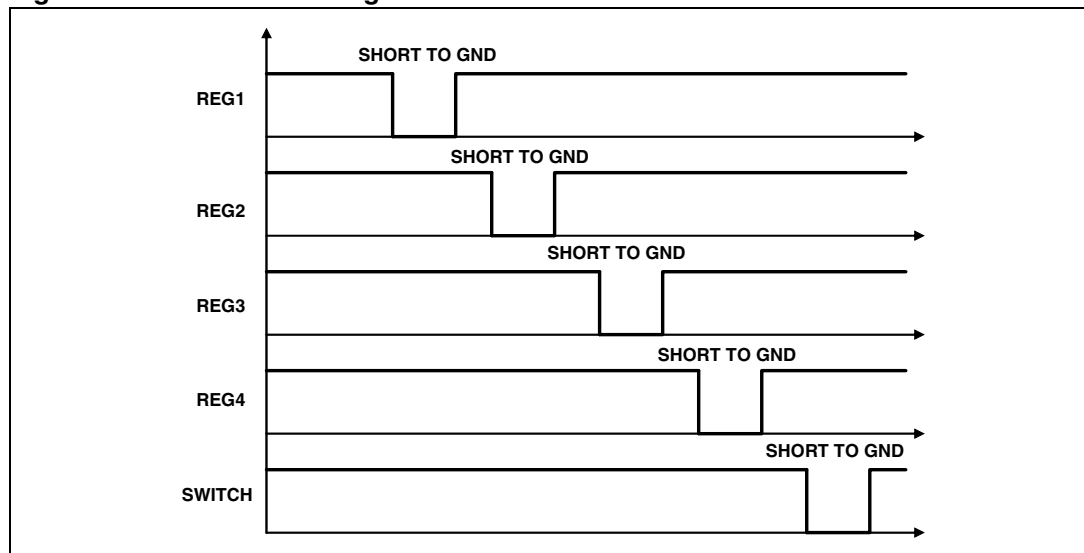 SHORT TO GND
REG1
SHORT TO GND
REG2
SHORT TO GND
REG3
SHORT TO GND
REG4
SHORT TO GND
SWITCH